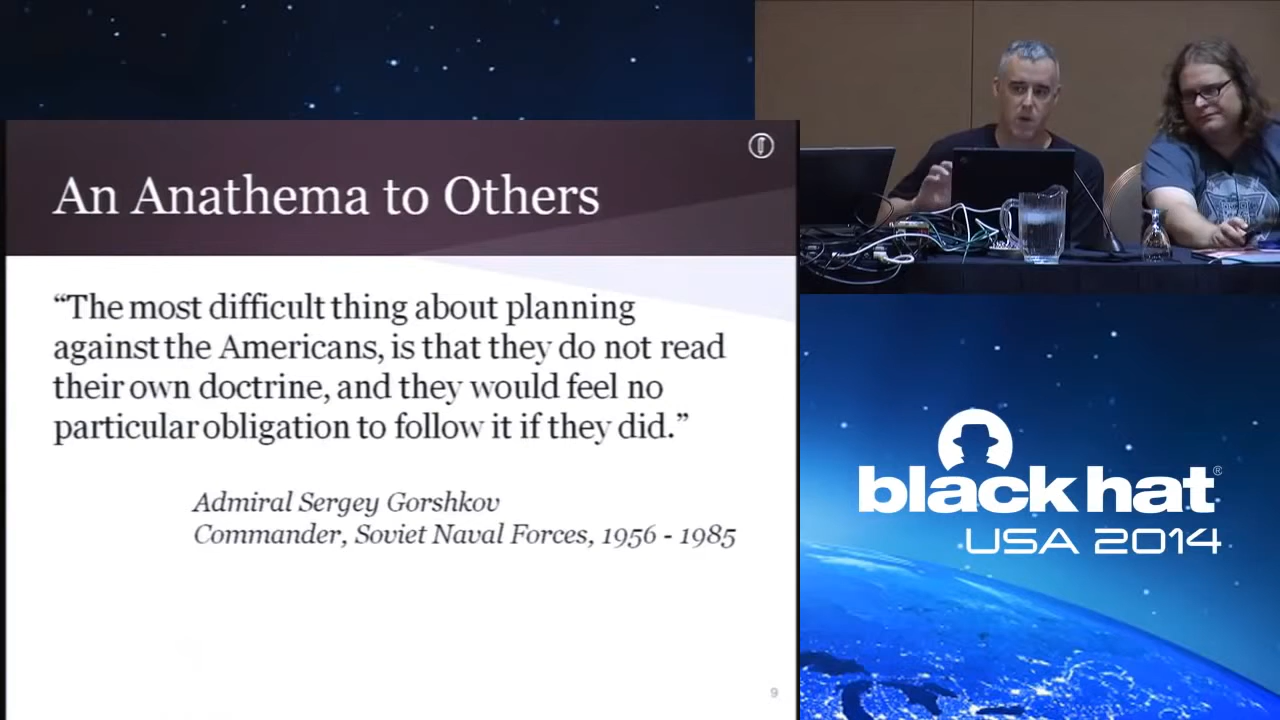 An Anathema to Others
“The most difficult thing about planning
against the Americans, is that they do not read
their own doctrine, and they would feel no
particular obligation to follow it if they did.”
Admiral Sergey Gorshkov
Commander, Soviet Naval Forces, 1956 - 1985
9
black hat®
USA 2014